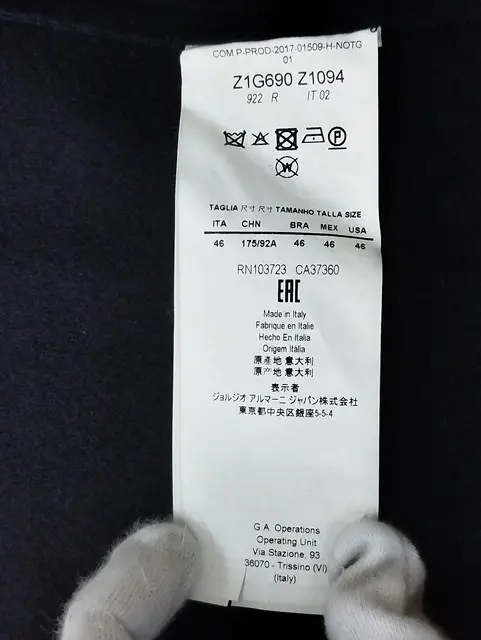 COM.P-PROD-2017-01509-H-NOTG
01
Z1G690 Z1094
922 R IT 02
P
W
TAGLIA 尺寸 尺寸 TAMANHO TALLA SIZE
ITA CHN BRA MEX USA
46 175/92A 46 46 46
RN103723 CA37360
EAC
Made in Italy
Fabriqué en Italie
Hecho En Italia
Origem Itália
原產地 意大利
原产地 意大利
表示者
ジョルジオ アルマーニ ジャパン株式会社
東京都中央区銀座5-5-4
G.A. Operations
Operating Unit
Via Stazione, 93
36070 - Trissino (VI)
(Italy)